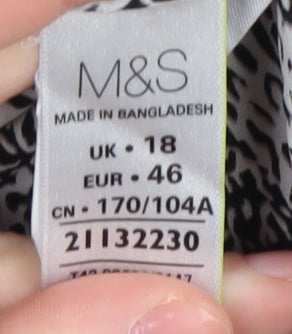 M&S
MADE IN BANGLADESH
UK • 18
EUR • 46
CN • 170/104A
21132230